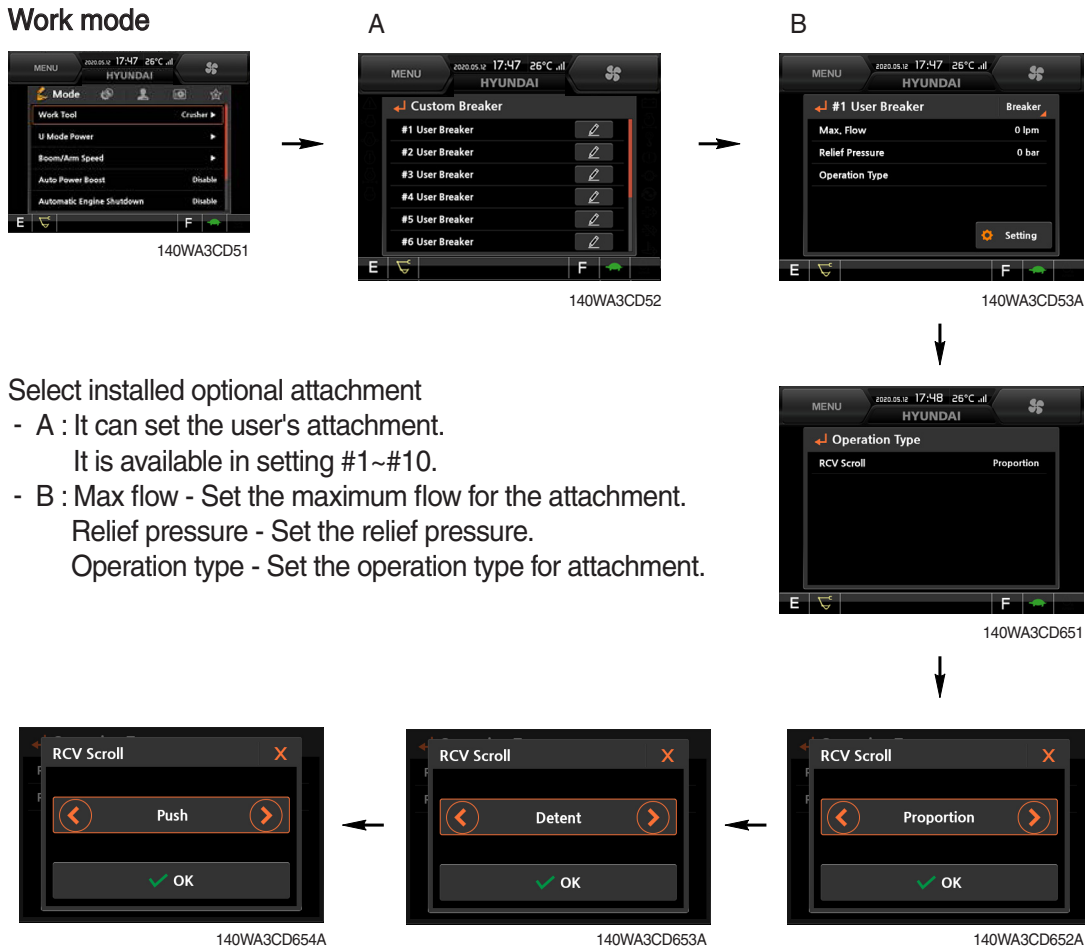 Work mode
A
B
MENU
2020.05.12 17:47 26°C
HYUNDAI
Mode
Work Tool Crusher ▶
U Mode Power ▶
Boom/Arm Speed ▶
Auto Power Boost Disable
Automatic Engine Shutdown Disable
E F
140WA3CD51
MENU
2020.05.12 17:47 26°C
HYUNDAI
Custom Breaker
#1 User Breaker
#2 User Breaker
#3 User Breaker
#4 User Breaker
#5 User Breaker
#6 User Breaker
E F
140WA3CD52
MENU
2020.05.12 17:47 26°C
HYUNDAI
#1 User Breaker Breaker
Max. Flow 0 lpm
Relief Pressure 0 bar
Operation Type
Setting
E F
140WA3CD53A
Select installed optional attachment
- A : It can set the user's attachment.
It is available in setting #1~#10.
- B : Max flow - Set the maximum flow for the attachment.
Relief pressure - Set the relief pressure.
Operation type - Set the operation type for attachment.
MENU
2020.05.12 17:48 26°C
HYUNDAI
Operation Type
RCV Scroll Proportion
E F
140WA3CD651
RCV Scroll X
Push
OK
140WA3CD654A
RCV Scroll X
Detent
OK
140WA3CD653A
RCV Scroll X
Proportion
OK
140WA3CD652A